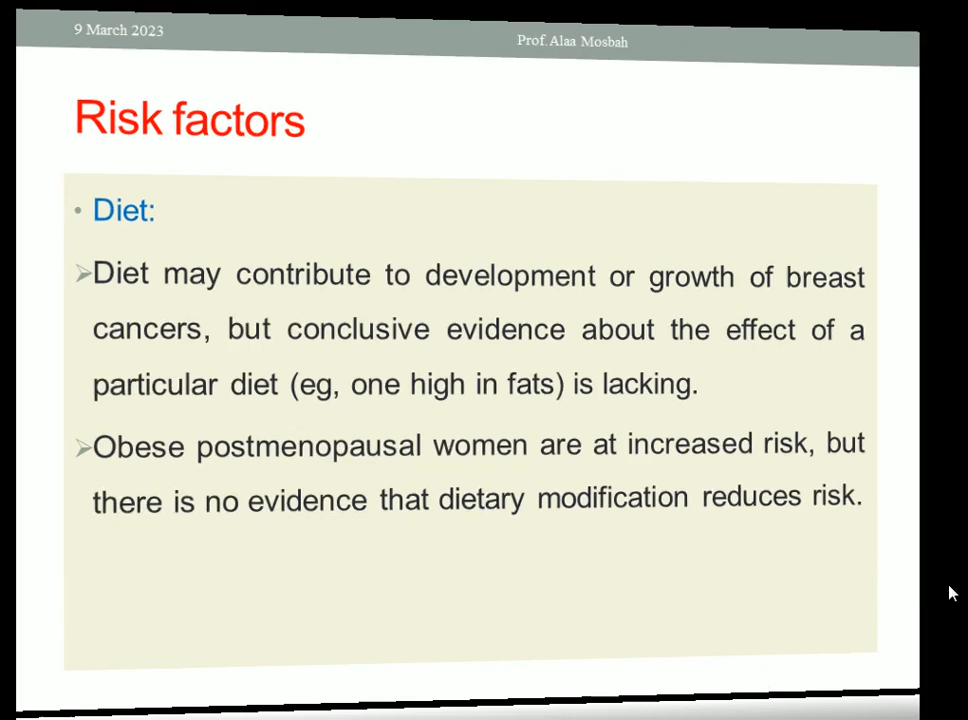 9 March 2023
Prof.Alaa Mosbah
Risk factors
• Diet:
➢Diet may contribute to development or growth of breast
cancers, but conclusive evidence about the effect of a
particular diet (eg, one high in fats) is lacking.
➢Obese postmenopausal women are at increased risk, but
there is no evidence that dietary modification reduces risk.